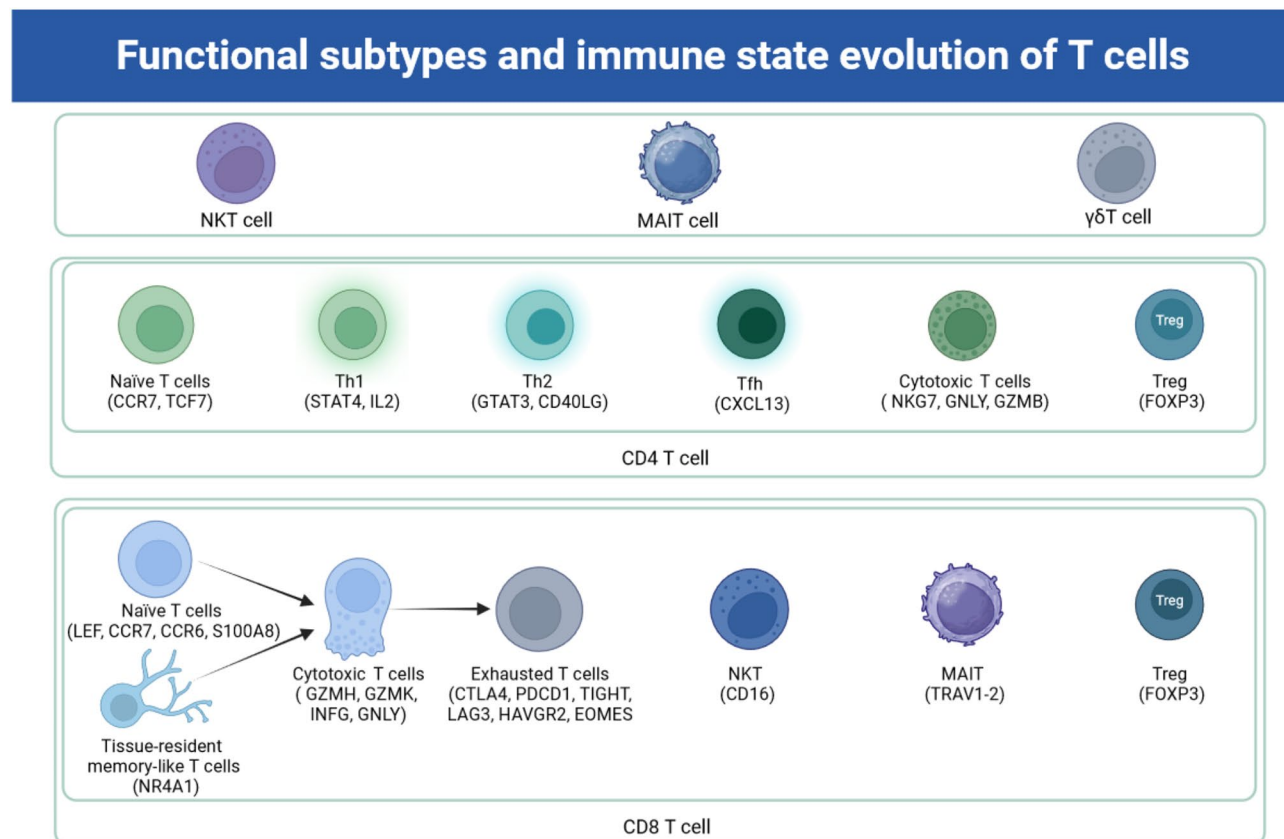 Functional subtypes and immune state evolution of T cells
NKT cell
MAIT cell
γδT cell
Naïve T cells
(CCR7, TCF7)
Th1
(STAT4, IL2)
Th2
(GTAT3, CD40LG)
Tfh
(CXCL13)
Cytotoxic T cells
( NKG7, GNLY, GZMB)
Treg
Treg
(FOXP3)
CD4 T cell
Naïve T cells
(LEF, CCR7, CCR6, S100A8)
Tissue-resident
memory-like T cells
(NR4A1)
Cytotoxic T cells
( GZMH, GZMK,
INFG, GNLY)
Exhausted T cells
(CTLA4, PDCD1, TIGHT,
LAG3, HAVGR2, EOMES
NKT
(CD16)
MAIT
(TRAV1-2)
Treg
Treg
(FOXP3)
CD8 T cell